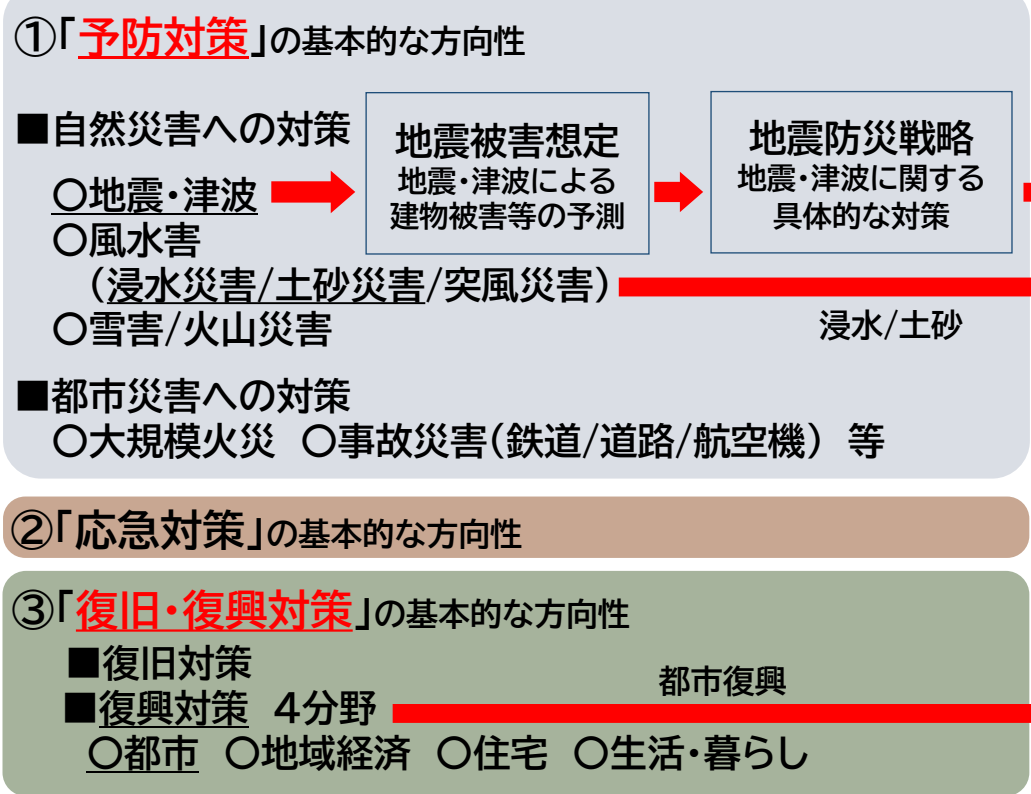 ①「予防対策」の基本的な方向性
■自然災害への対策
地震被害想定
地震・津波による
建物被害等の予測
地震防災戦略
地震・津波に関する
具体的な対策
〇地震・津波
〇風水害
（浸水災害/土砂災害/突風災害）
浸水/土砂
〇雪害/火山災害
■都市災害への対策
〇大規模火災 〇事故災害（鉄道/道路/航空機） 等
②「応急対策」の基本的な方向性
③「復旧・復興対策」の基本的な方向性
■復旧対策
■復興対策 4分野
都市復興
〇都市 〇地域経済 〇住宅 〇生活・暮らし